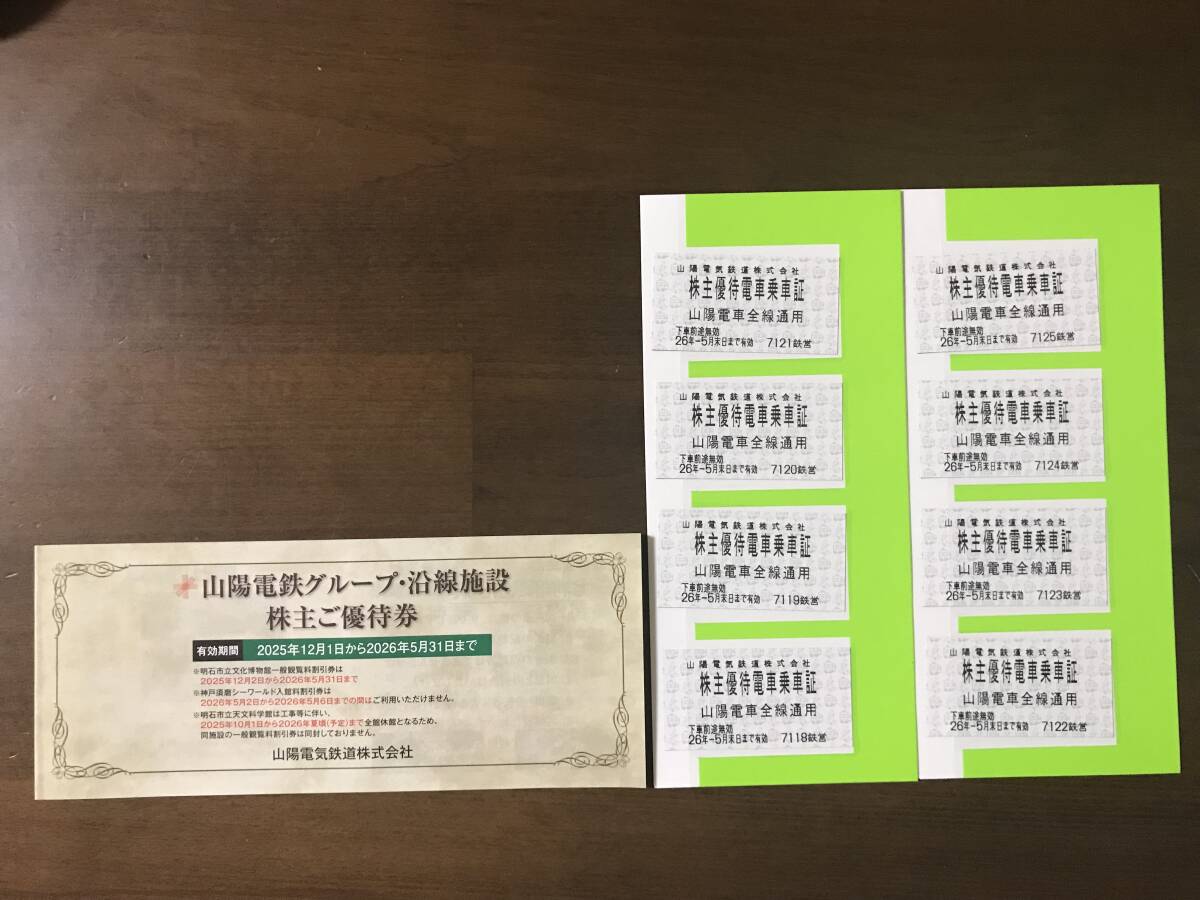 山陽電鉄グループ・沿線施設
株主ご優待券
有効期間 2025年12月1日から2026年5月31日まで
※明石市立文化博物館一般観覧料割引券は
2025年12月2日から2026年5月31日まで
※神戸須磨シーワールド入館料割引券は
2026年5月2日から2026年5月6日までの間はご利用いただけません。
※明石市立天文科学館は工事等に伴い、
2025年10月1日から2026年夏頃(予定)まで全館休館となるため、
同施設の一般観覧料割引券は同封しておりません。
山陽電気鉄道株式会社
山陽電気鉄道株式会社
株主優待電車乗車証
山陽電車全線通用
下車前途無効
26年-5月末日まで有効 7121鉄営
山陽電気鉄道株式会社
株主優待電車乗車証
山陽電車全線通用
下車前途無効
26年-5月末日まで有効 7120鉄営
山陽電気鉄道株式会社
株主優待電車乗車証
山陽電車全線通用
下車前途無効
26年-5月末日まで有効 7119鉄営
山陽電気鉄道株式会社
株主優待電車乗車証
山陽電車全線通用
下車前途無効
26年-5月末日まで有効 7118鉄営
山陽電気鉄道株式会社
株主優待電車乗車証
山陽電車全線通用
下車前途無効
26年-5月末日まで有効 7125鉄営
山陽電気鉄道株式会社
株主優待電車乗車証
山陽電車全線通用
下車前途無効
26年-5月末日まで有効 7124鉄営
山陽電気鉄道株式会社
株主優待電車乗車証
山陽電車全線通用
下車前途無効
26年-5月末日まで有効 7123鉄営
山陽電気鉄道株式会社
株主優待電車乗車証
山陽電車全線通用
下車前途無効
26年-5月末日まで有効 7122鉄営